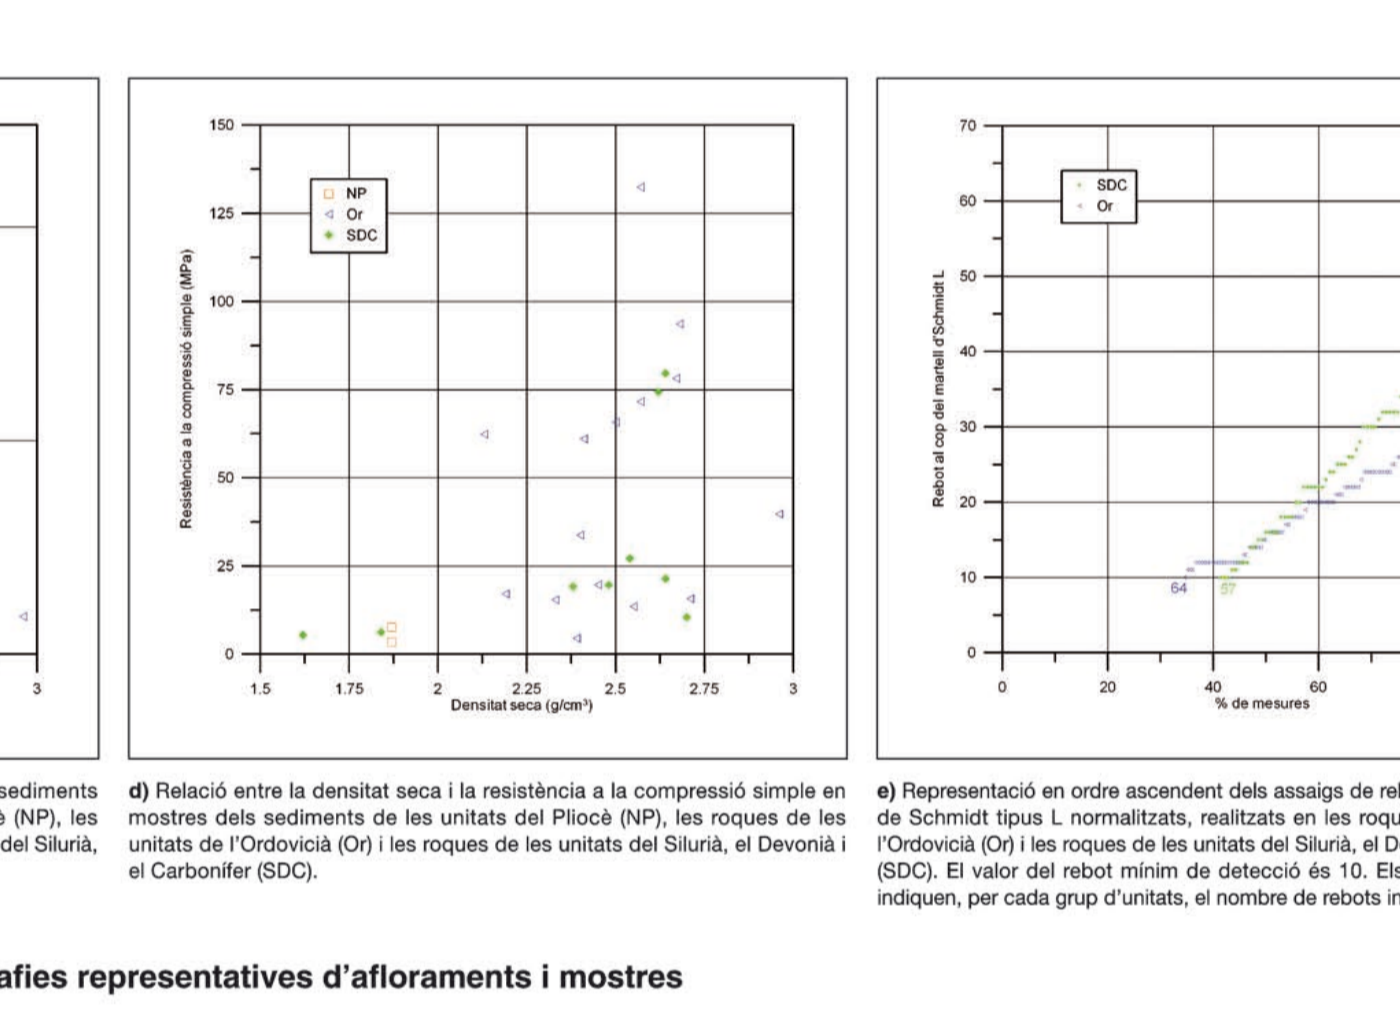 3
150
125
100
75
50
25
0
Resistència a la compressió simple (MPa)
NP
Or
SDC
1.5 1.75 2 2.25 2.5 2.75 3
Densitat seca (g/cm³)
70
60
50
40
30
20
10
0
Rebot al cop del martell d'Schmidt L
SDC
Or
64 57
0 20 40 60
% de mesures
sediments
è (NP), les
del Silurià,
d) Relació entre la densitat seca i la resistència a la compressió simple en
mostres dels sediments de les unitats del Pliocè (NP), les roques de les
unitats de l'Ordovicià (Or) i les roques de les unitats del Silurià, el Devonià i
el Carbonífer (SDC).
e) Representació en ordre ascendent dels assaigs de rel
de Schmidt tipus L normalitzats, realitzats en les roqu
l'Ordovicià (Or) i les roques de les unitats del Silurià, el D
(SDC). El valor del rebot mínim de detecció és 10. Els
indiquen, per cada grup d'unitats, el nombre de rebots in
afies representatives d'afloraments i mostres